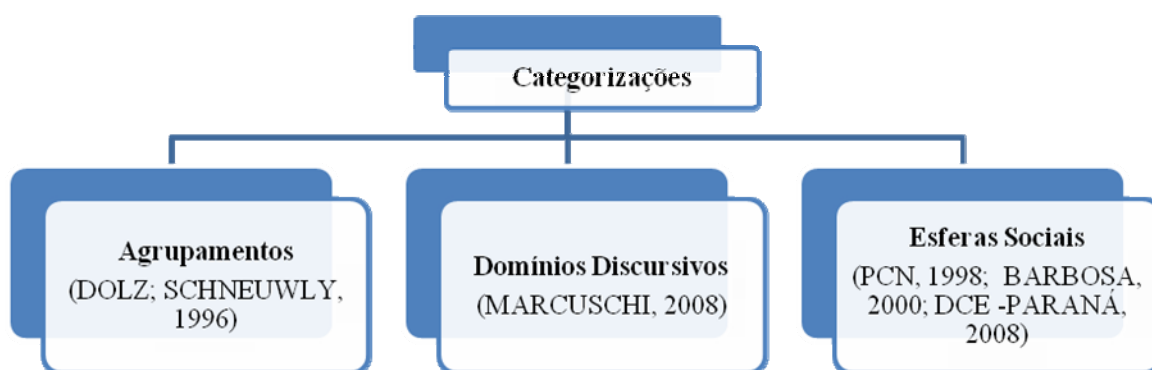 Categorizações
Agrupamentos
(DOLZ; SCHNEUWLY,
1996)
Domínios Discursivos
(MARCUSCHI, 2008)
Esferas Sociais
(PCN, 1998; BARBOSA,
2000; DCE -PARANÁ,
2008)